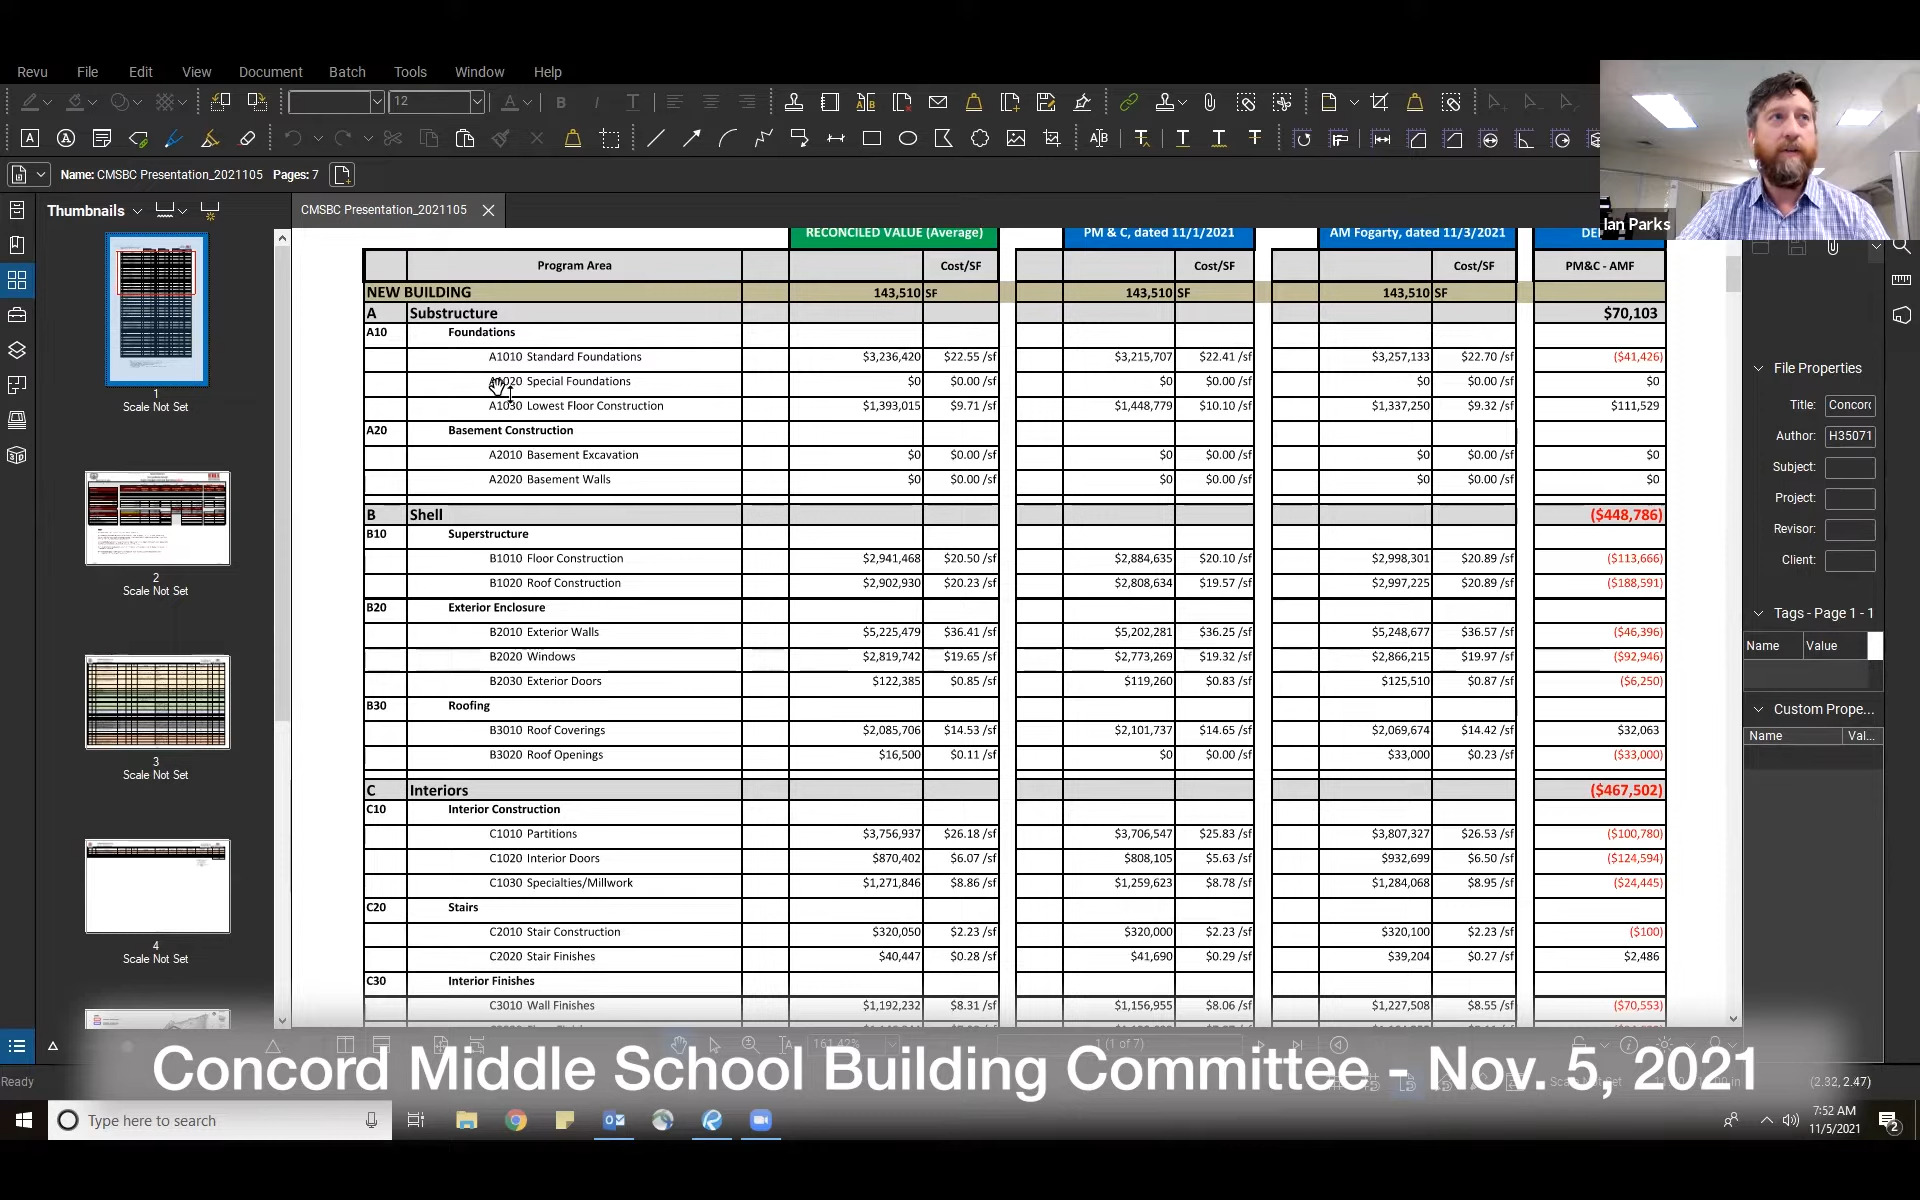 Revu File Edit View Document Batch Tools Window Help
12
Name: CMSBC Presentation_20211105 Pages: 7
Ian Parks
Thumbnails
CMSBC Presentation_20211105
RECONCILED VALUE (Average) PM & C, dated 11/1/2021 AM Fogarty, dated 11/3/2021
Program Area Cost/SF Cost/SF Cost/SF PM&C - AMF
NEW BUILDING 143,510 SF 143,510 SF 143,510 SF
A Substructure $70,103
A10 Foundations
A1010 Standard Foundations $3,236,420 $22.55 /sf $3,215,707 $22.41 /sf $3,257,133 $22.70 /sf ($41,426)
Special Foundations $0 $0.00 /sf $0 $0.00 /sf $0 $0.00 /sf $0
A1030 Lowest Floor Construction $1,393,015 $9.71 /sf $1,448,779 $10.10 /sf $1,337,250 $9.32 /sf $111,529
A20 Basement Construction
A2010 Basement Excavation $0 $0.00 /sf $0 $0.00 /sf $0 $0.00 /sf $0
A2020 Basement Walls $0 $0.00 /sf $0 $0.00 /sf $0 $0.00 /sf $0
B Shell ($448,786)
B10 Superstructure
B1010 Floor Construction $2,941,468 $20.50 /sf $2,884,635 $20.10 /sf $2,998,301 $20.89 /sf ($113,666)
B1020 Roof Construction $2,902,930 $20.23 /sf $2,808,634 $19.57 /sf $2,997,225 $20.89 /sf ($188,591)
B20 Exterior Enclosure
B2010 Exterior Walls $5,225,479 $36.41 /sf $5,202,281 $36.25 /sf $5,248,677 $36.57 /sf ($46,396)
B2020 Windows $2,819,742 $19.65 /sf $2,773,269 $19.32 /sf $2,866,215 $19.97 /sf ($92,946)
B2030 Exterior Doors $122,385 $0.85 /sf $119,260 $0.83 /sf $125,510 $0.87 /sf ($6,250)
B30 Roofing
B3010 Roof Coverings $2,085,706 $14.53 /sf $2,101,737 $14.65 /sf $2,069,674 $14.42 /sf $32,063
B3020 Roof Openings $16,500 $0.11 /sf $0 $0.00 /sf $33,000 $0.23 /sf ($33,000)
C Interiors ($467,502)
C10 Interior Construction
C1010 Partitions $3,756,937 $26.18 /sf $3,706,547 $25.83 /sf $3,807,327 $26.53 /sf ($100,780)
C1020 Interior Doors $870,402 $6.07 /sf $808,105 $5.63 /sf $932,699 $6.50 /sf ($124,594)
C1030 Specialties/Millwork $1,271,846 $8.86 /sf $1,259,623 $8.78 /sf $1,284,068 $8.95 /sf ($24,445)
C20 Stairs
C2010 Stair Construction $320,050 $2.23 /sf $320,000 $2.23 /sf $320,100 $2.23 /sf ($100)
C2020 Stair Finishes $40,447 $0.28 /sf $41,690 $0.29 /sf $39,204 $0.27 /sf $2,486
C30 Interior Finishes
C3010 Wall Finishes $1,192,232 $8.31 /sf $1,156,955 $8.06 /sf $1,227,508 $8.55 /sf ($70,553)
1
Scale Not Set
2
Scale Not Set
3
Scale Not Set
4
Scale Not Set
File Properties
Title: Concord
Author: H35071
Subject:
Project:
Revisor:
Client:
Tags - Page 1 - 1
Name Value
Custom Prope...
Name Val...
161.42%
1 (1 of 7)
Concord Middle School Building Committee - Nov. 5, 2021
Ready
Scale Not Set
(2.32, 2.47)
Type here to search
7:52 AM
11/5/2021
2